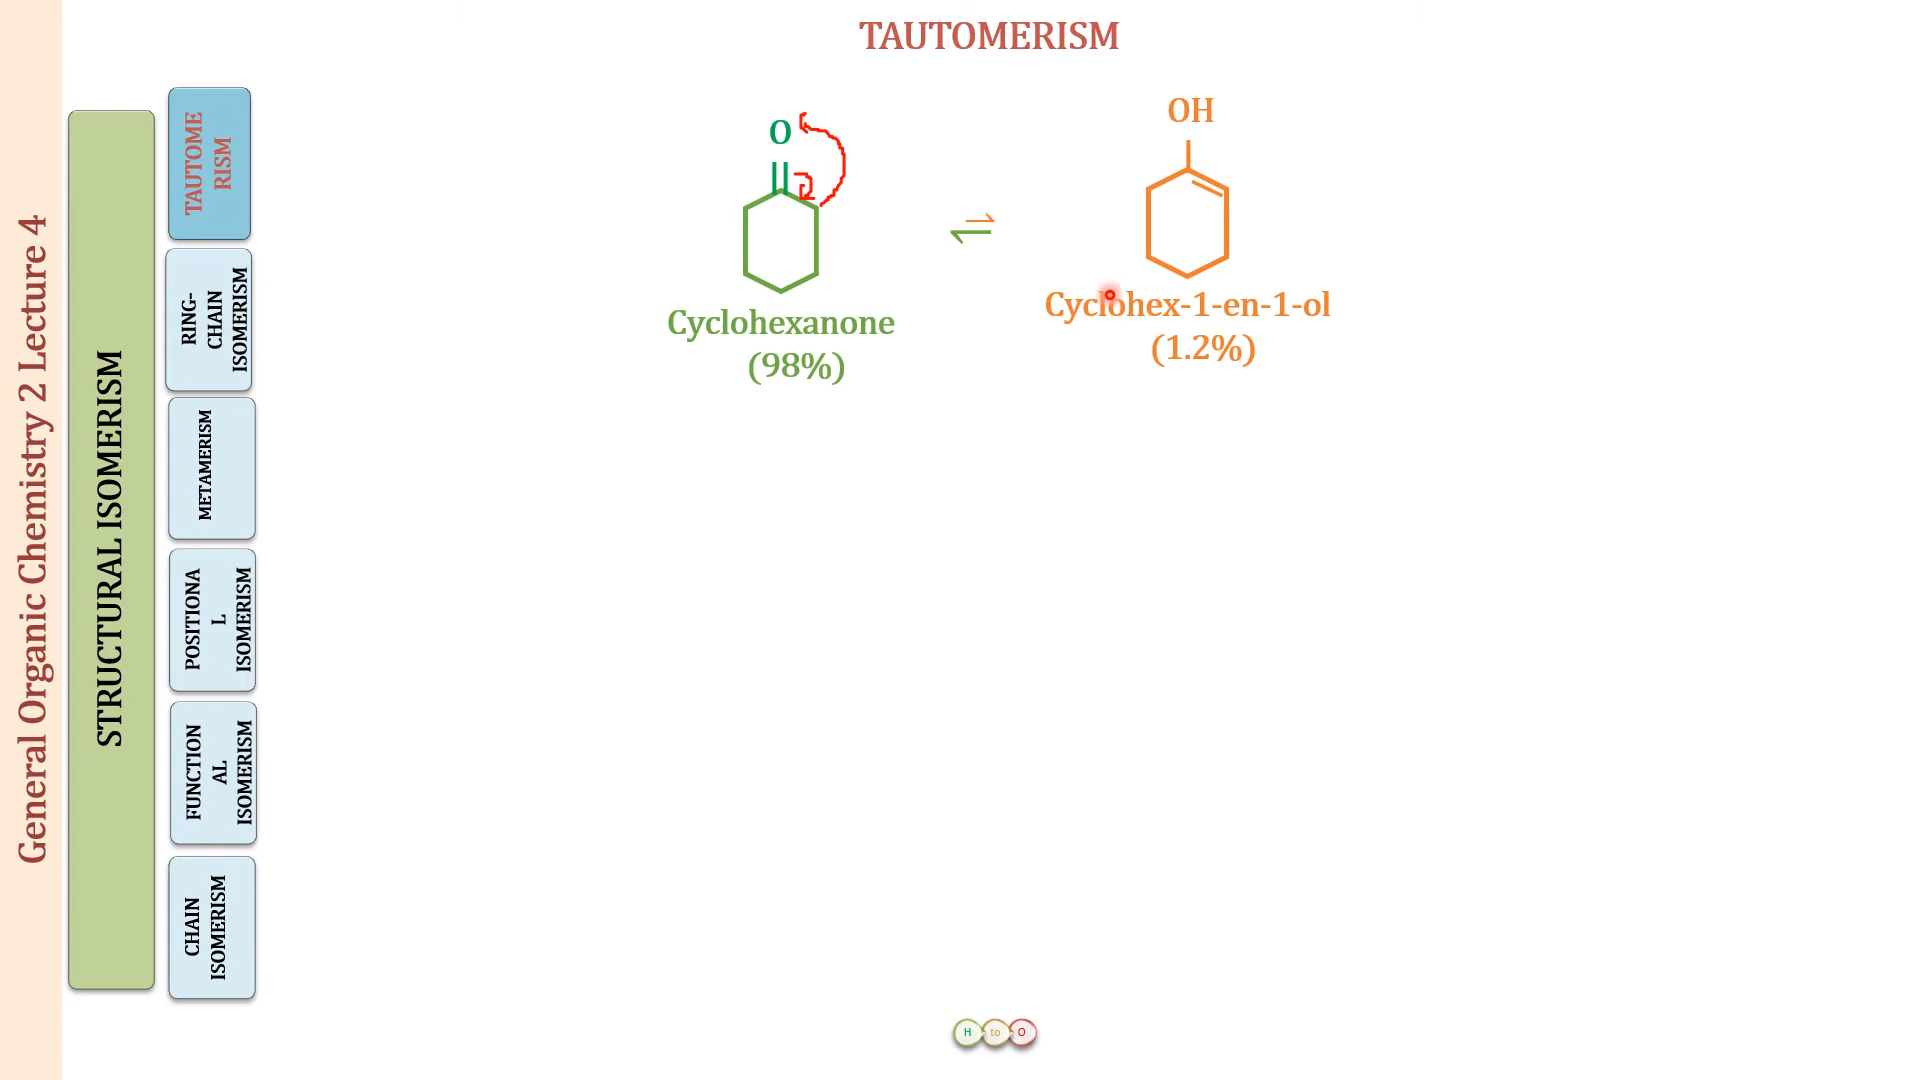 TAUTOMERISM
General Organic Chemistry 2 Lecture 4
STRUCTURAL ISOMERISM
TAUTOME
RISM
RING-
CHAIN
ISOMERISM
METAMERISM
POSITIONA
L
ISOMERISM
FUNCTION
AL
ISOMERISM
CHAIN
ISOMERISM
O
Cyclohexanone
(98%)
OH
Cyclohex-1-en-1-ol
(1.2%)
H to O